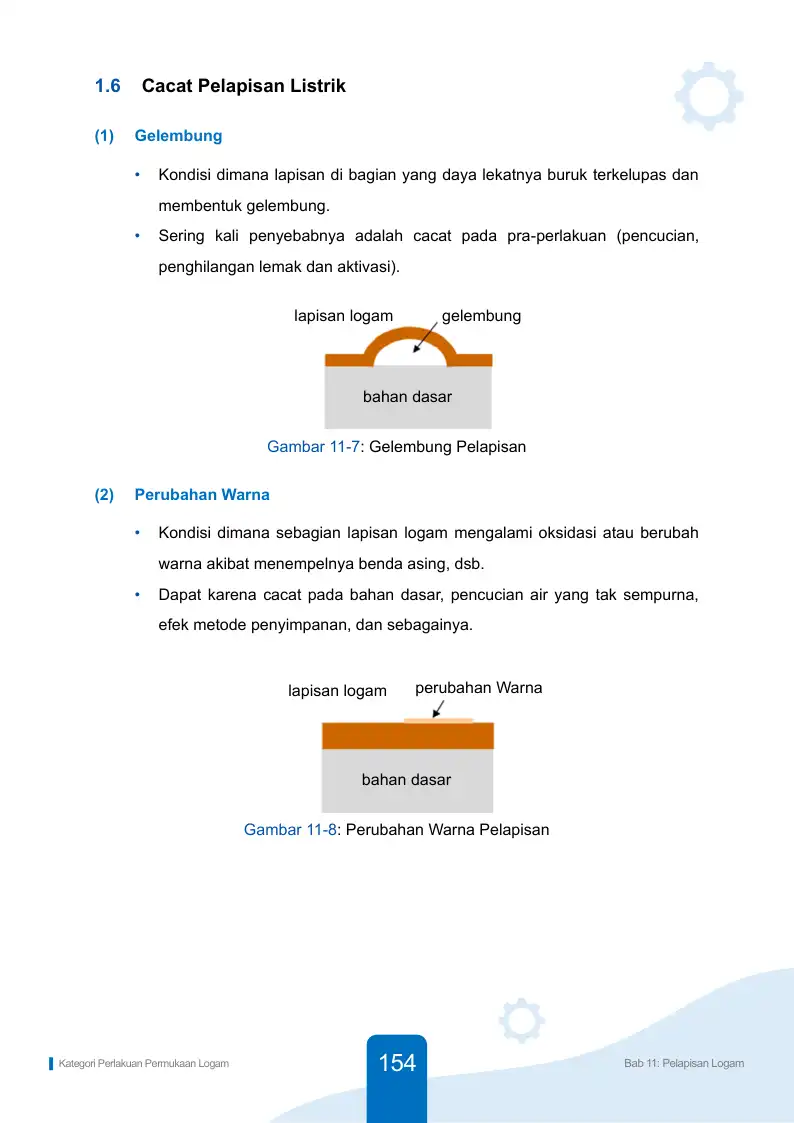 1.6 Cacat Pelapisan Listrik
(1) Gelembung
• Kondisi dimana lapisan di bagian yang daya lekatnya buruk terkelupas dan
membentuk gelembung.
• Sering kali penyebabnya adalah cacat pada pra-perlakuan (pencucian,
penghilangan lemak dan aktivasi).
lapisan logam gelembung
bahan dasar
Gambar 11-7: Gelembung Pelapisan
(2) Perubahan Warna
• Kondisi dimana sebagian lapisan logam mengalami oksidasi atau berubah
warna akibat menempelnya benda asing, dsb.
• Dapat karena cacat pada bahan dasar, pencucian air yang tak sempurna,
efek metode penyimpanan, dan sebagainya.
lapisan logam perubahan Warna
bahan dasar
Gambar 11-8: Perubahan Warna Pelapisan
Kategori Perlakuan Permukaan Logam 154 Bab 11: Pelapisan Logam